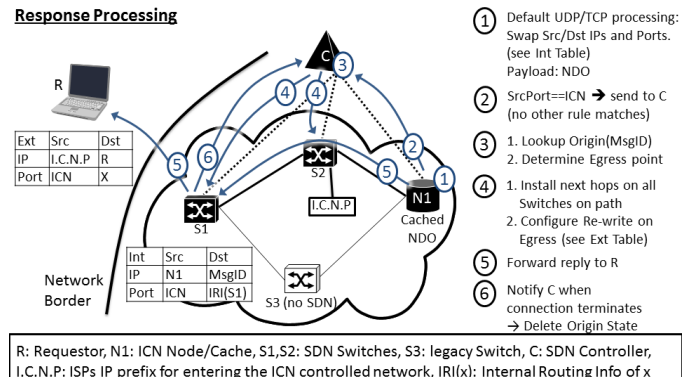 Response Processing
R
C
3
4
4
6
5
2
5
1
S1
S2
N1
I.C.N.P
Cached
NDO
S3 (no SDN)
Network
Border
Ext Src Dst
IP I.C.N.P R
Port ICN X
Int Src Dst
IP N1 MsgID
Port ICN IRI(S1)
1 Default UDP/TCP processing:
Swap Src/Dst IPs and Ports.
(see Int Table)
Payload: NDO
2 SrcPort==ICN ➔ send to C
(no other rule matches)
3 1. Lookup Origin(MsgID)
2. Determine Egress point
4 1. Install next hops on all
Switches on path
2. Configure Re-write on
Egress (see Ext Table)
5 Forward reply to R
6 Notify C when
connection terminates
→ Delete Origin State
R: Requestor, N1: ICN Node/Cache, S1,S2: SDN Switches, S3: legacy Switch, C: SDN Controller,
I.C.N.P: ISPs IP prefix for entering the ICN controlled network, IRI(x): Internal Routing Info of x